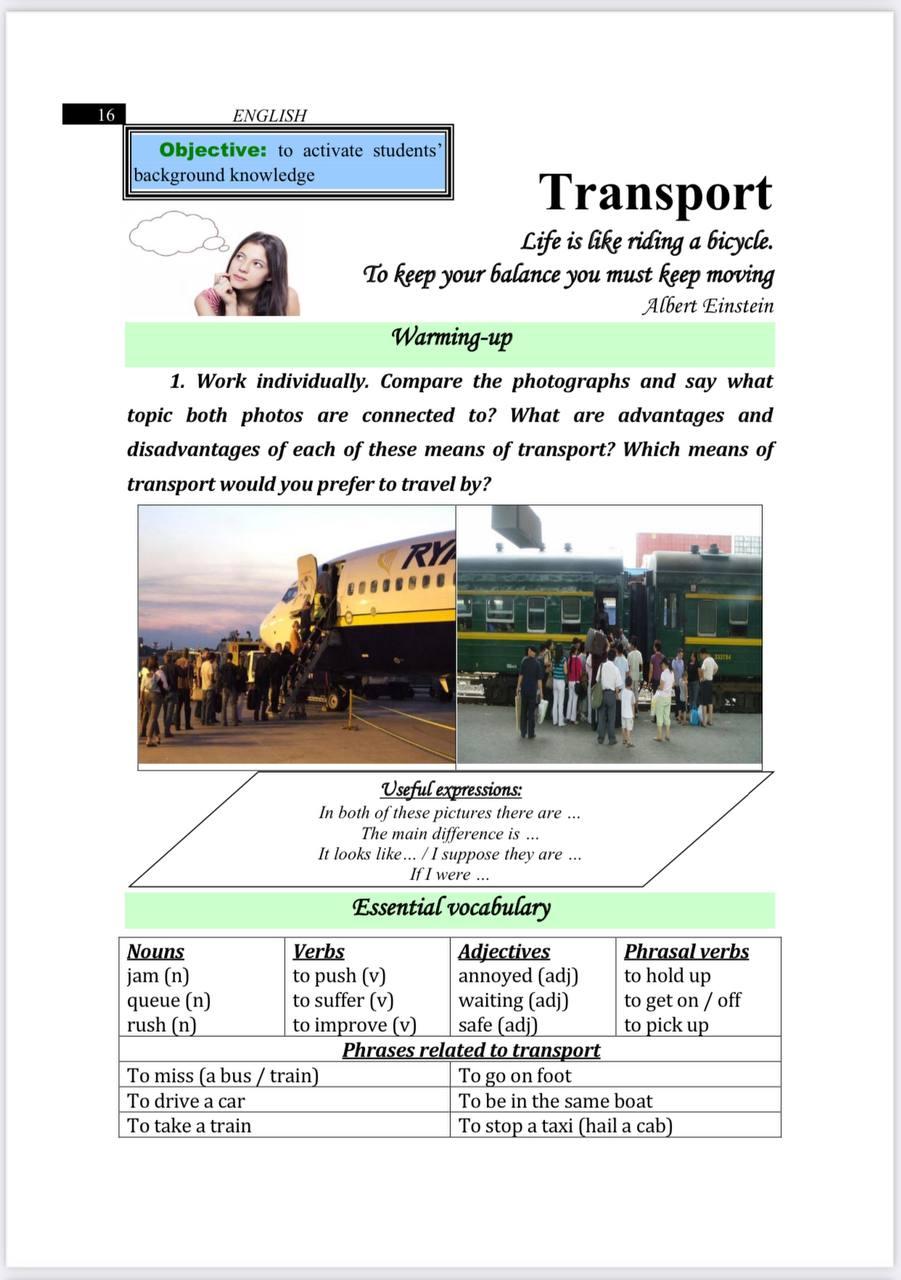 16
ENGLISH
Objective: to activate students’
background knowledge
Transport
Life is like riding a bicycle.
To keep your balance you must keep moving
Albert Einstein
Warming-up
1. Work individually. Compare the photographs and say what
topic both photos are connected to? What are advantages and
disadvantages of each of these means of transport? Which means of
transport would you prefer to travel by?
RYA
333784
Useful expressions:
In both of these pictures there are …
The main difference is …
It looks like… / I suppose they are …
If I were …
Essential vocabulary
Nouns
jam (n)
queue (n)
rush (n)
Verbs
to push (v)
to suffer (v)
to improve (v)
Adjectives
annoyed (adj)
waiting (adj)
safe (adj)
Phrasal verbs
to hold up
to get on / off
to pick up
Phrases related to transport
To miss (a bus / train)
To go on foot
To drive a car
To be in the same boat
To take a train
To stop a taxi (hail a cab)